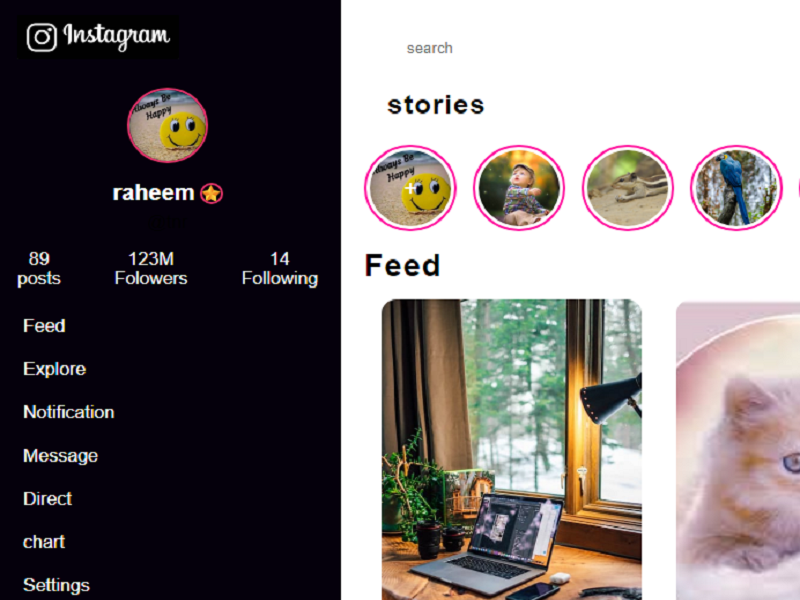 Instagram
Always Be
Happy
raheem
89
posts
123M
Folowers
14
Following
Feed
Explore
Notification
Message
Direct
chart
Settings
search
stories
Always Be
Happy
Feed